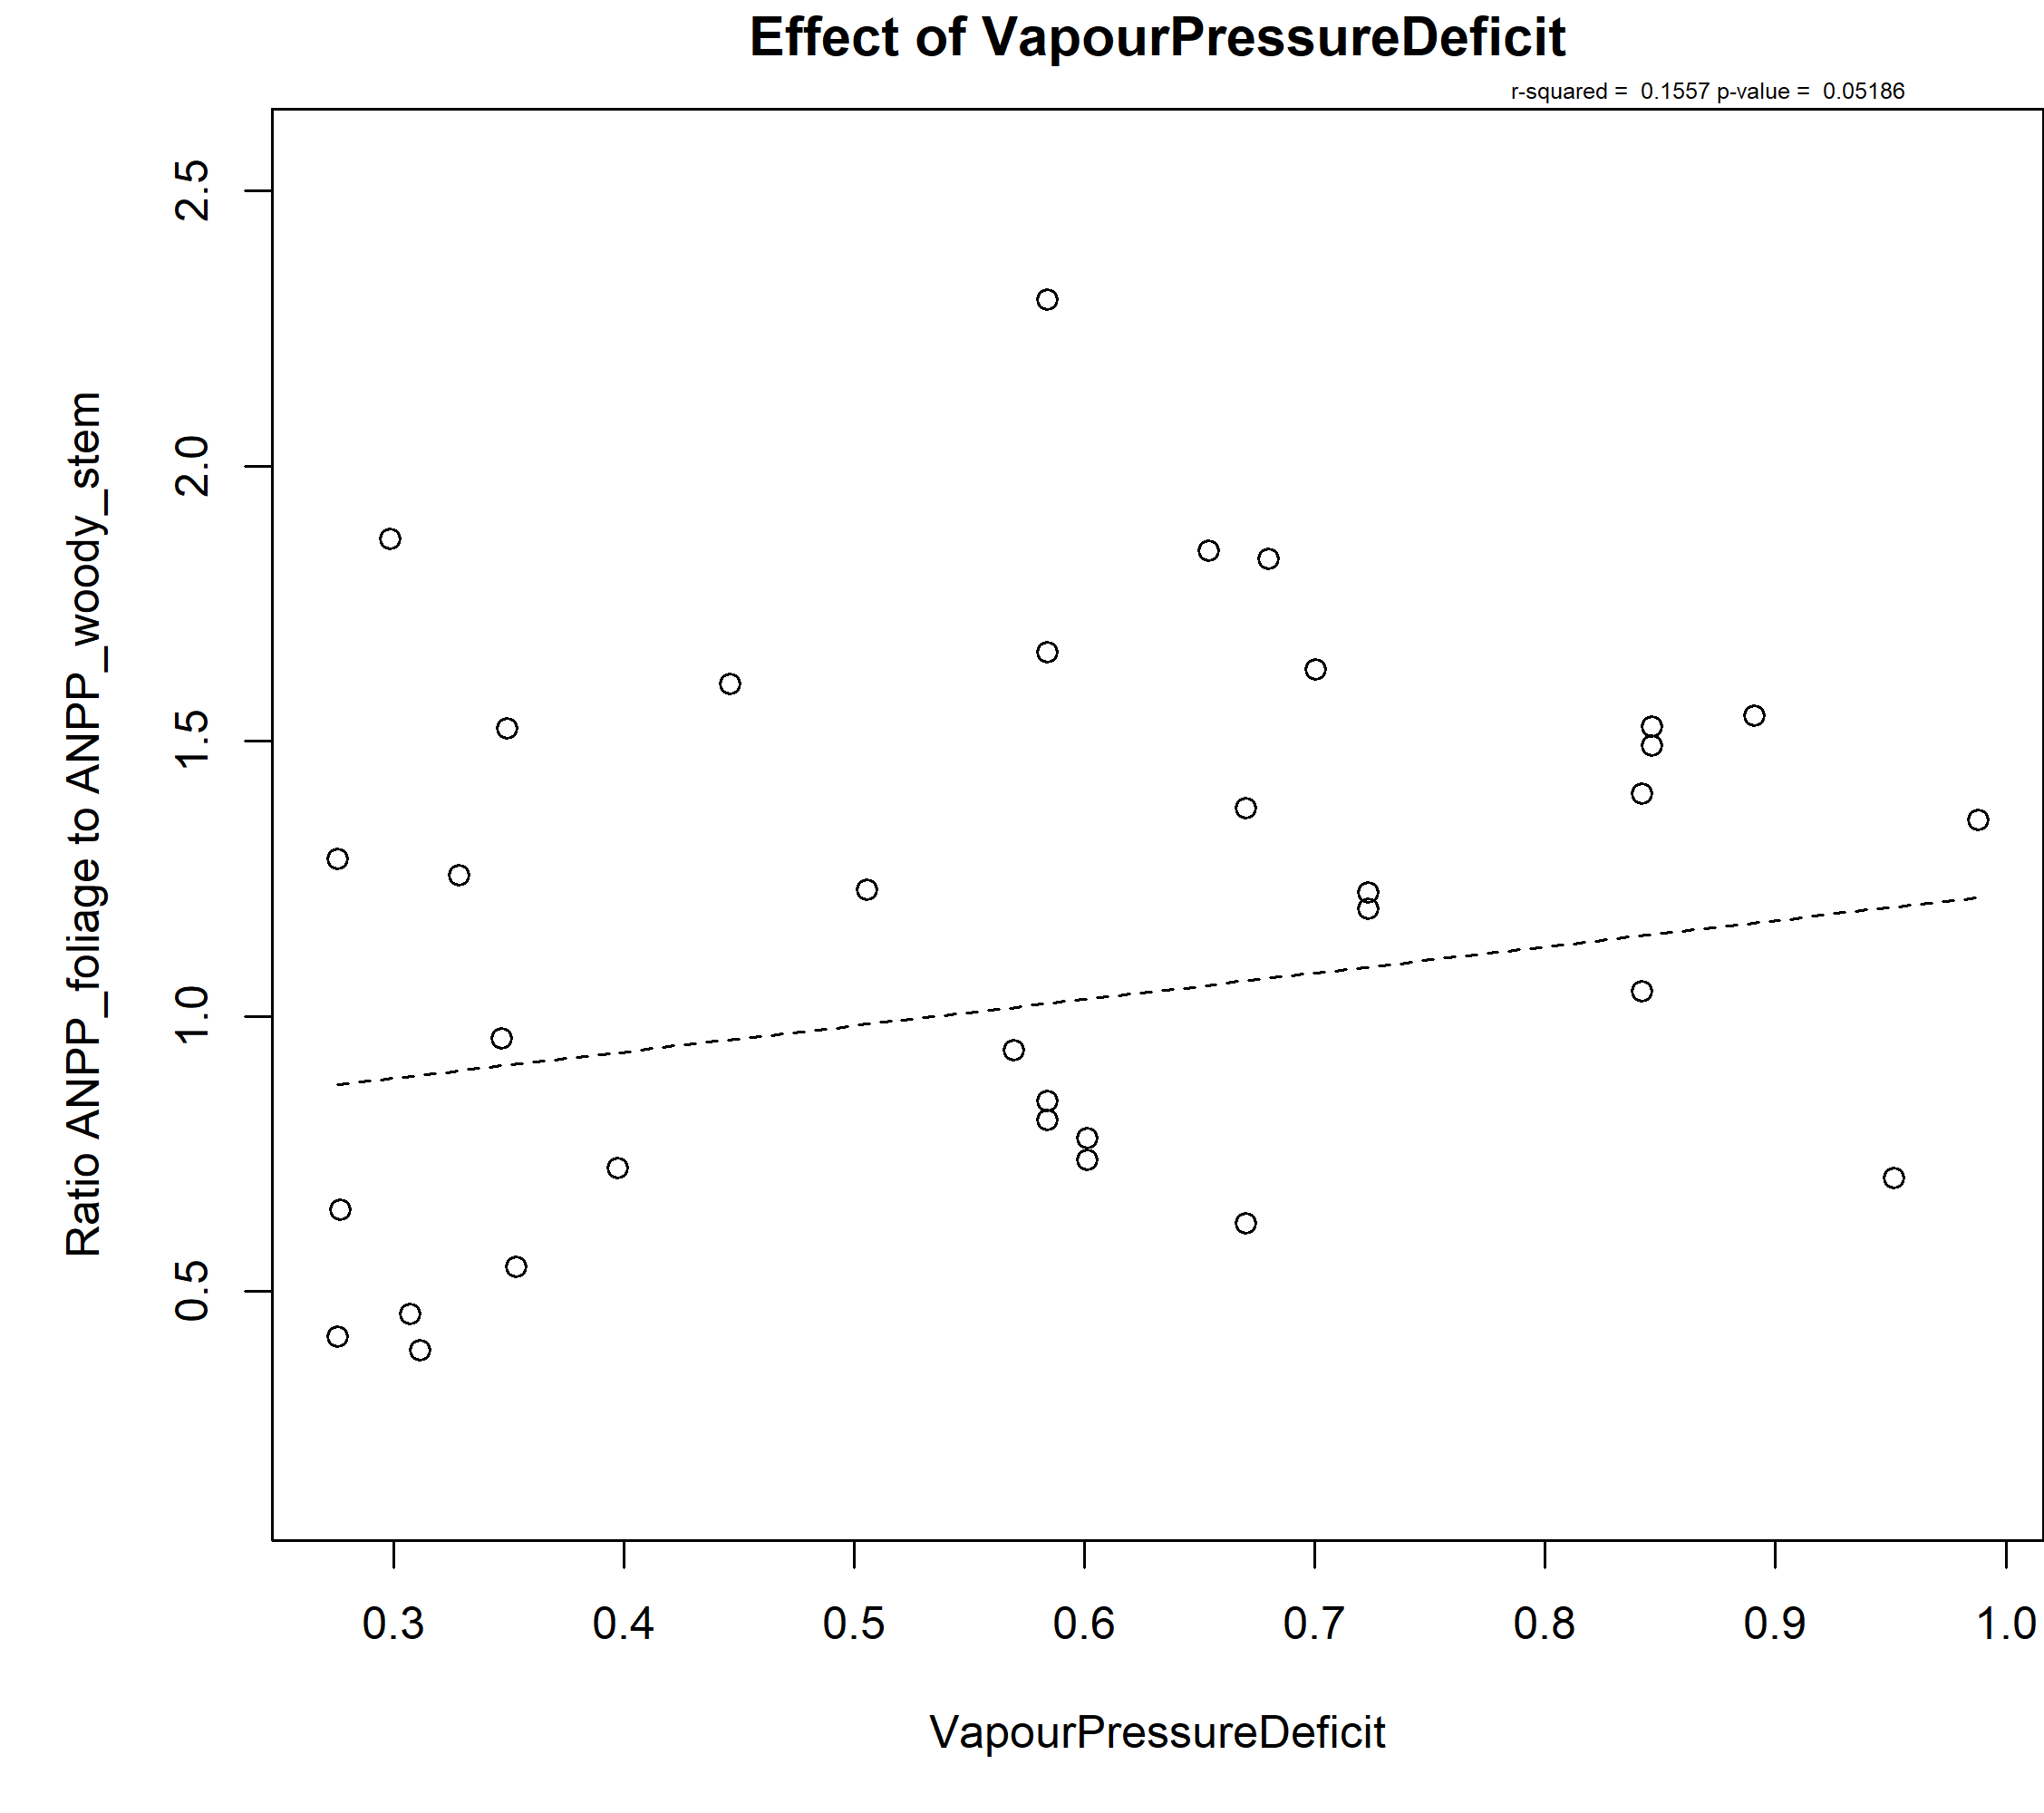 Effect of VapourPressureDeficit
r-squared =  0.1557 p-value =  0.05186
Ratio ANPP_foliage to ANPP_woody_stem
2.5
2.0
1.5
1.0
0.5
0.3 0.4 0.5 0.6 0.7 0.8 0.9 1.0
VapourPressureDeficit